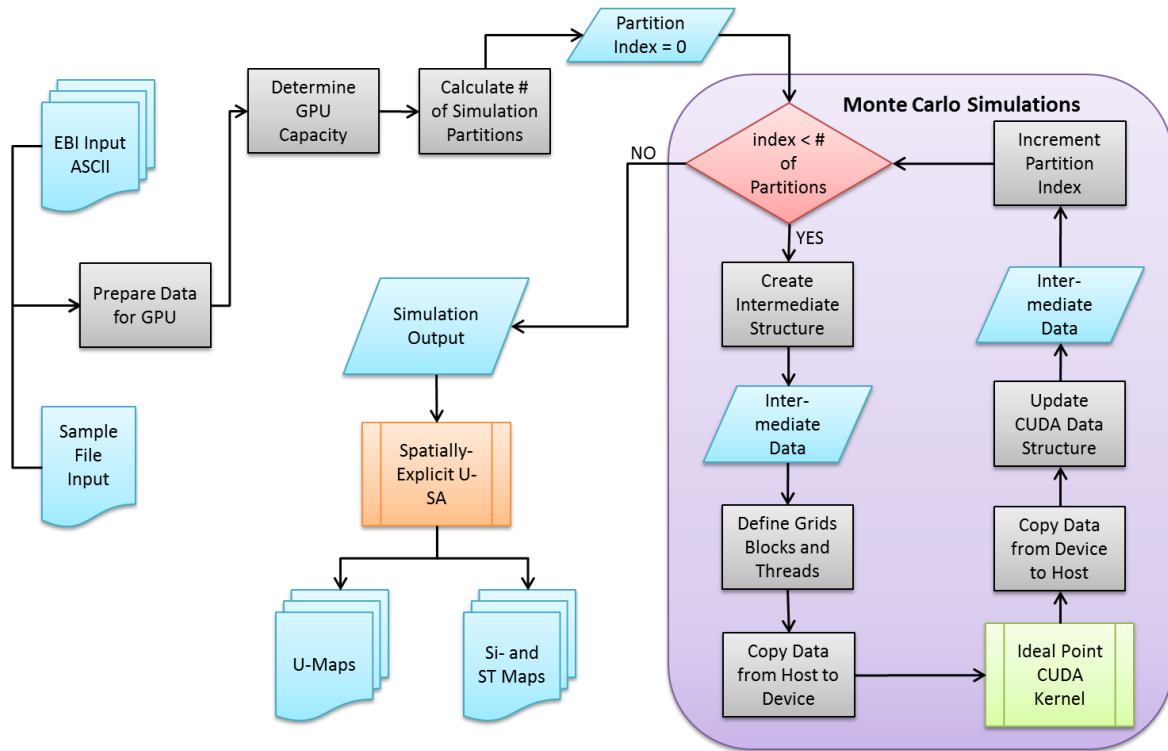 Partition
Index = 0
Determine
GPU
Capacity
Calculate #
of Simulation
Partitions
EBI Input
ASCII
Prepare Data
for GPU
Sample
File
Input
Monte Carlo Simulations
index < #
of
Partitions
NO
YES
Increment
Partition
Index
Create
Intermediate
Structure
Inter-
mediate
Data
Define Grids
Blocks and
Threads
Copy Data
from Host to
Device
Ideal Point
CUDA
Kernel
Copy Data
from Device
to Host
Update
CUDA Data
Structure
Inter-
mediate
Data
Simulation
Output
Spatially-
Explicit U-
SA
U-Maps
Si- and
ST Maps